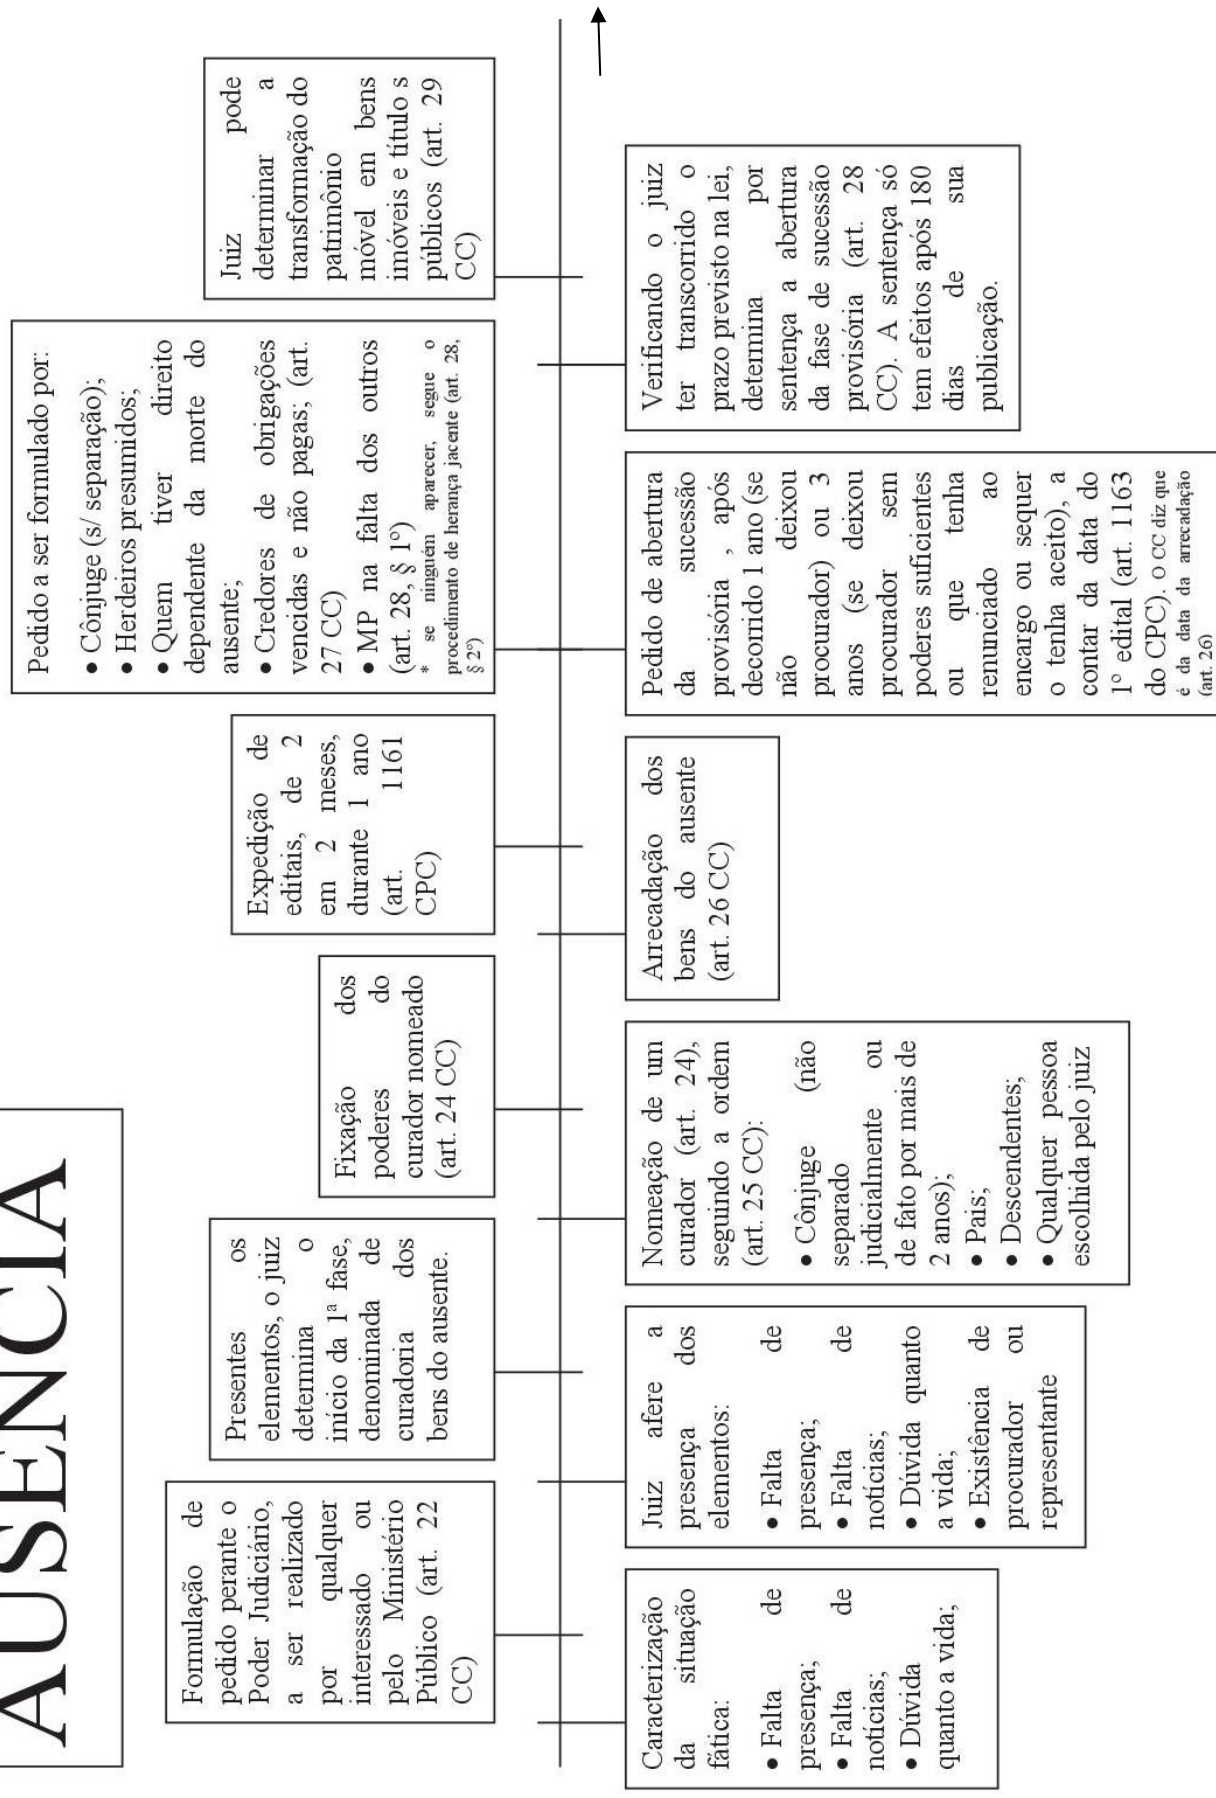 AUSÊNCIA
Formulação de
pedido perante o
Poder Judiciário,
a ser realizado
por qualquer
interessado ou
pelo Ministério
Público (art. 22
CC)
Presentes os
elementos, o juiz
determina o
início da 1ª fase,
denominada de
curadoria dos
bens do ausente.
Fixação dos
poderes do
curador nomeado
(art. 24 CC)
Expedição de
editais, de 2
em 2 meses,
durante 1 ano
(art. 1161
CPC)
Pedido a ser formulado por:
• Cônjuge (s/ separação);
• Herdeiros presumidos;
• Quem tiver direito
dependente da morte do
ausente;
• Credores de obrigações
vencidas e não pagas; (art.
27 CC)
• MP na falta dos outros
(art. 28, § 1º)
* se ninguém aparecer, segue o
procedimento de herança jacente (art. 28,
§ 2º)
Juiz pode
determinar a
transformação do
patrimônio
móvel em bens
imóveis e título s
públicos (art. 29
CC)
Caracterização
da situação
fática:
• Falta de
presença;
• Falta de
notícias;
• Dúvida
quanto a vida;
Juiz afere a
presença dos
elementos:
• Falta de
presença;
• Falta de
notícias;
• Dúvida quanto
a vida;
• Existência de
procurador ou
representante
Nomeação de um
curador (art. 24),
seguindo a ordem
(art. 25 CC):
• Cônjuge (não
separado
judicialmente ou
de fato por mais de
2 anos);
• Pais;
• Descendentes;
• Qualquer pessoa
escolhida pelo juiz
Arrecadação dos
bens do ausente
(art. 26 CC)
Pedido de abertura
da sucessão
provisória , após
decorrido 1 ano (se
não deixou
procurador) ou 3
anos (se deixou
procurador sem
poderes suficientes
ou que tenha
renunciado ao
encargo ou sequer
o tenha aceito), a
contar da data do
1º edital (art. 1163
do CPC). O CC diz que
é da data da arrecadação
(art. 26)
Verificando o juiz
ter transcorrido o
prazo previsto na lei,
determina por
sentença a abertura
da fase de sucessão
provisória (art. 28
CC). A sentença só
tem efeitos após 180
dias de sua
publicação.